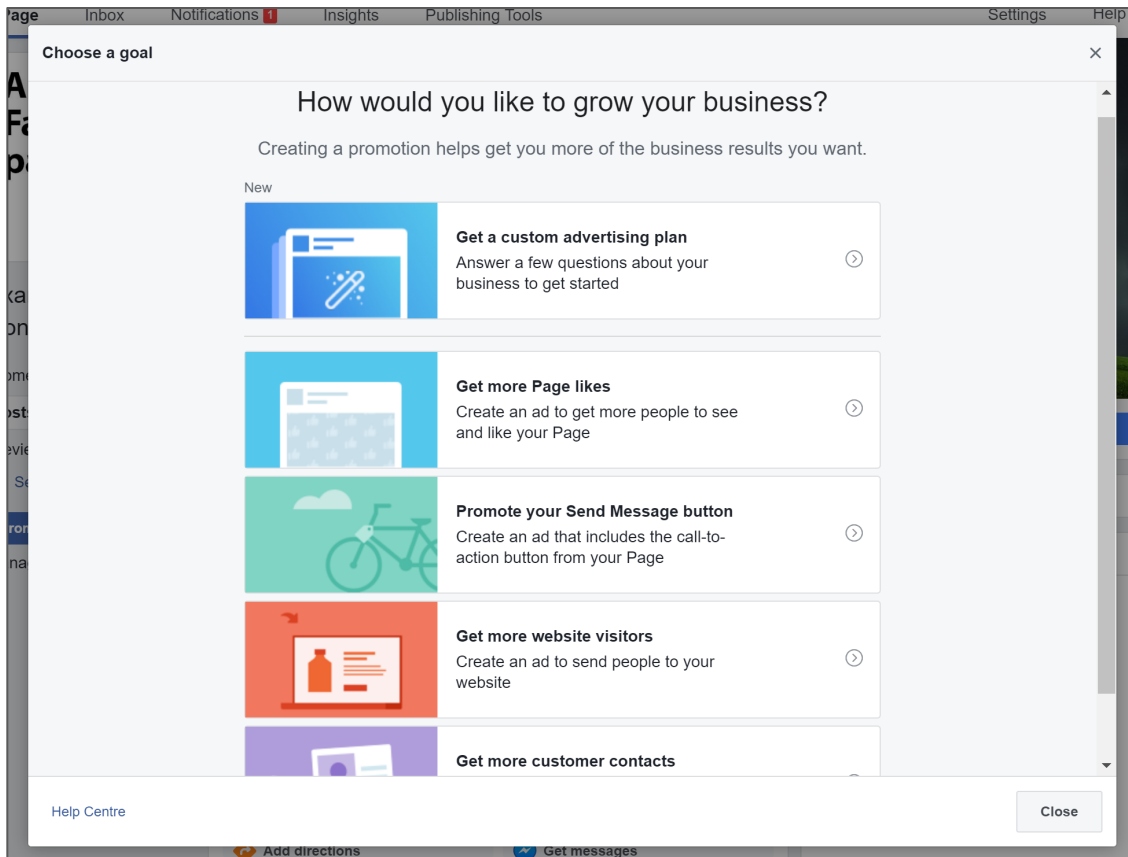 Page Inbox Notifications 1 Insights Publishing Tools Settings Help
Choose a goal
How would you like to grow your business?
Creating a promotion helps get you more of the business results you want.
New
Get a custom advertising plan
Answer a few questions about your
business to get started
Get more Page likes
Create an ad to get more people to see
and like your Page
Promote your Send Message button
Create an ad that includes the call-to-
action button from your Page
Get more website visitors
Create an ad to send people to your
website
Get more customer contacts
Help Centre
Close
Add directions Get messages